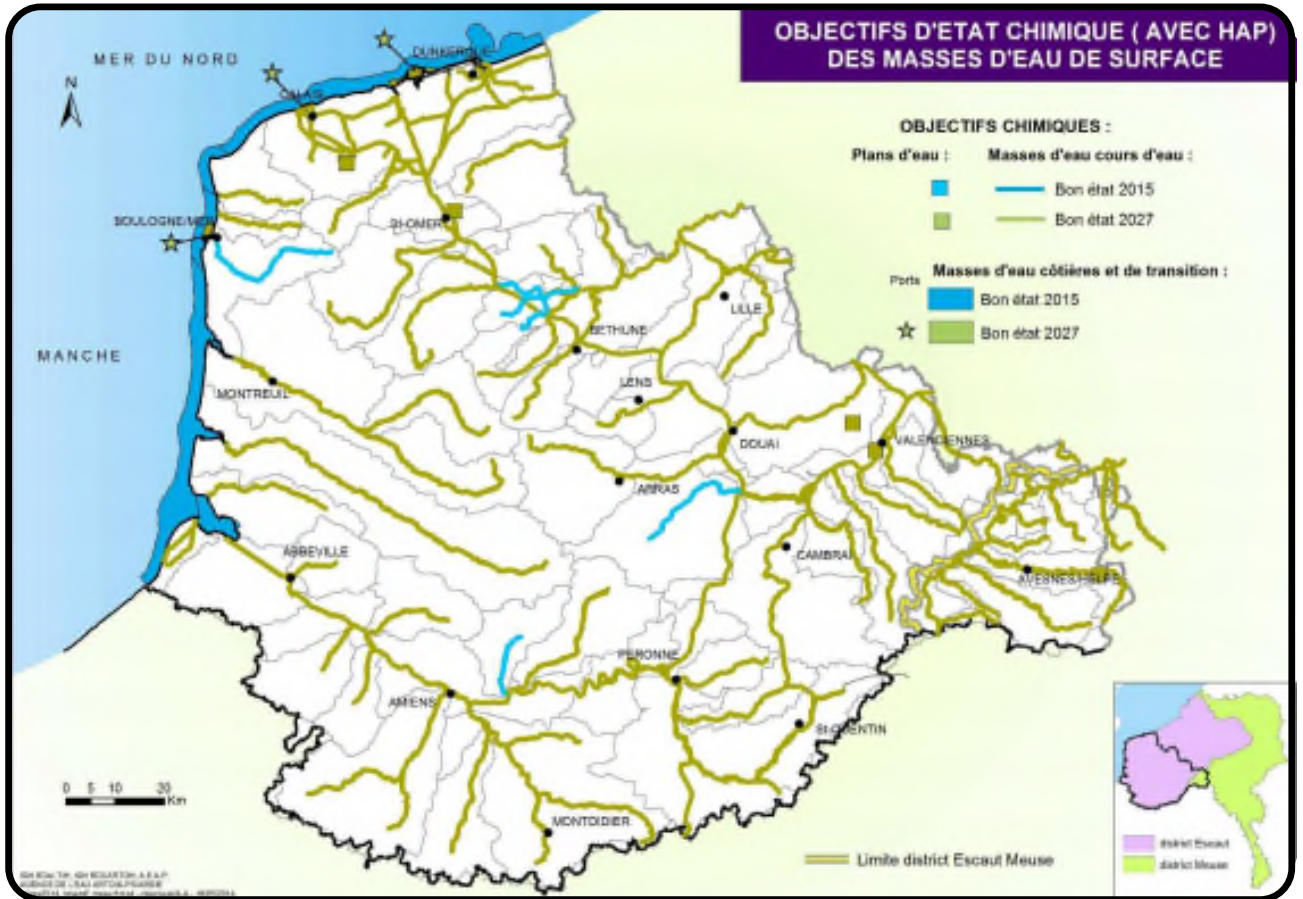 OBJECTIFS D'ETAT CHIMIQUE ( AVEC HAP)
DES MASSES D'EAU DE SURFACE
MER DU NORD
N
DUNKERQUE
CALAIS
OBJECTIFS CHIMIQUES :
Plans d'eau :
Masses d'eau cours d'eau :
Bon état 2015
Bon état 2027
Ports
Masses d'eau côtières et de transition :
Bon état 2015
Bon état 2027
BOULOGNE/MER
St-OMER
LILLE
BETHUNE
MANCHE
MONTREUIL
LENS
DOUAI
VALENCIENNES
ARRAS
CAMBRAI
AVESNES/HELPE
ABBEVILLE
PERONNE
AMIENS
St-QUENTIN
MONTDIDIER
0 5 10 20
Km
Limite district Escaut Meuse
district Escaut
district Meuse